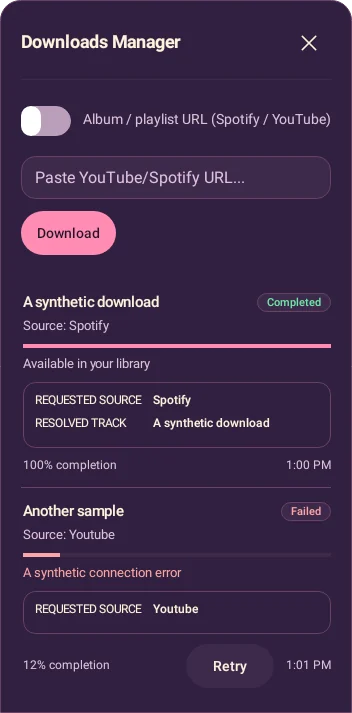 Downloads Manager
Album / playlist URL (Spotify / YouTube)
Paste YouTube/Spotify URL...
Download
A synthetic download Completed
Source: Spotify
Available in your library
REQUESTED SOURCE Spotify
RESOLVED TRACK A synthetic download
100% completion 1:00 PM
Another sample Failed
Source: Youtube
A synthetic connection error
REQUESTED SOURCE Youtube
12% completion Retry 1:01 PM